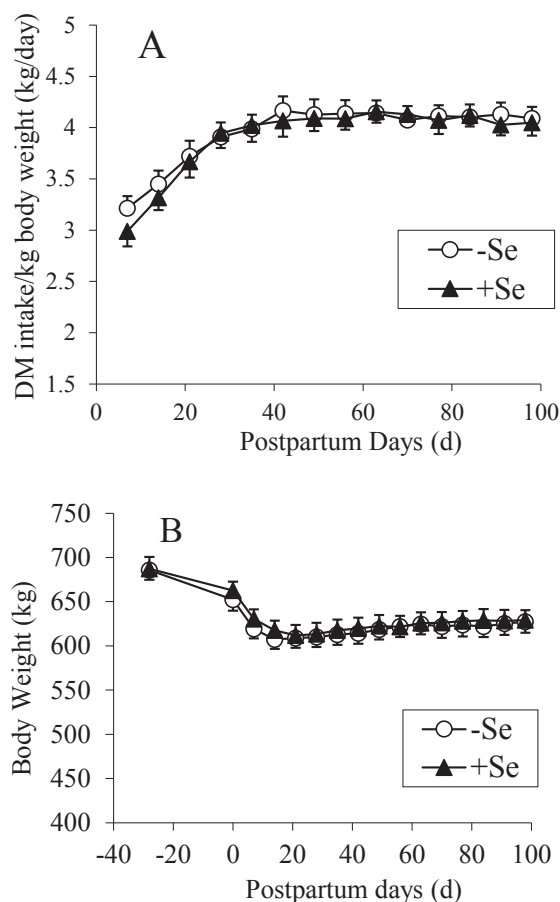 A
DM intake/kg body weight (kg/day)
5
4.5
4
3.5
3
2.5
2
1.5
-Se
+Se
0 20 40 60 80 100
Postpartum Days (d)
B
Body Weight (kg)
750
700
650
600
550
500
450
400
-Se
+Se
-40 -20 0 20 40 60 80 100
Postpartum days (d)